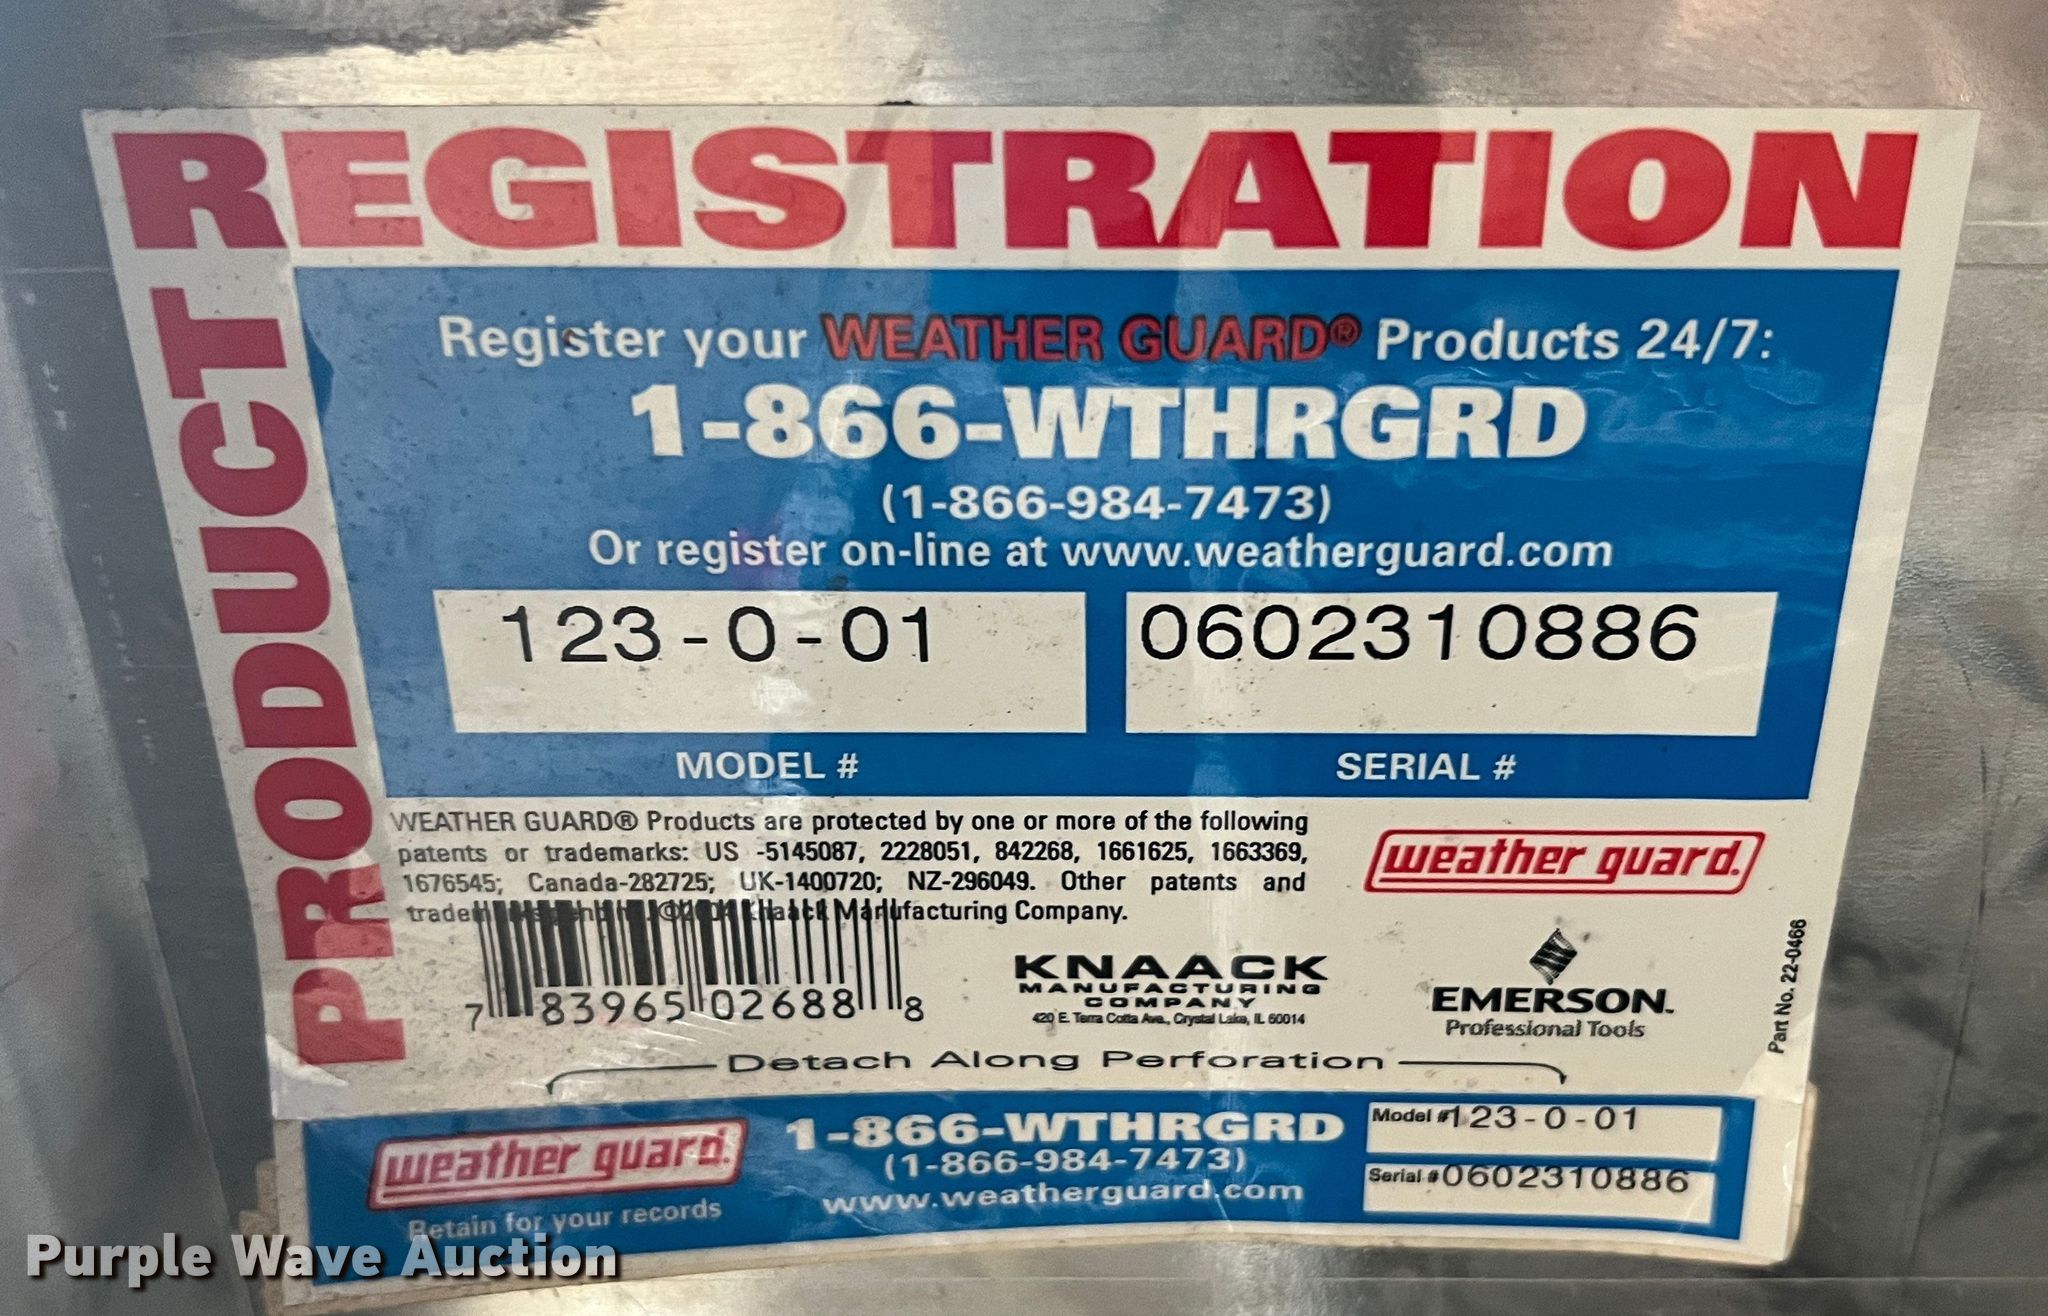 PRODUCT REGISTRATION
Register your WEATHER GUARD® Products 24/7:
1-866-WTHRGRD
(1-866-984-7473)
Or register on-line at www.weatherguard.com
123-0-01
0602310886
MODEL #
SERIAL #
WEATHER GUARD® Products are protected by one or more of the following
patents or trademarks: US -5145087, 2228051, 842268, 1661625, 1663369,
1676545; Canada-282725; UK-1400720; NZ-296049. Other patents and
trademarks pending. ©2004 Knaack Manufacturing Company.
weather guard.
7 83965 02688 8
KNAACK
MANUFACTURING
COMPANY
420 E. Terra Cotta Ave., Crystal Lake, IL 60014
EMERSON.
Professional Tools
Part No. 22-0466
Detach Along Perforation
weather guard.
Retain for your records
1-866-WTHRGRD
(1-866-984-7473)
www.weatherguard.com
Model #123-0-01
Serial #0602310886
Purple Wave Auction